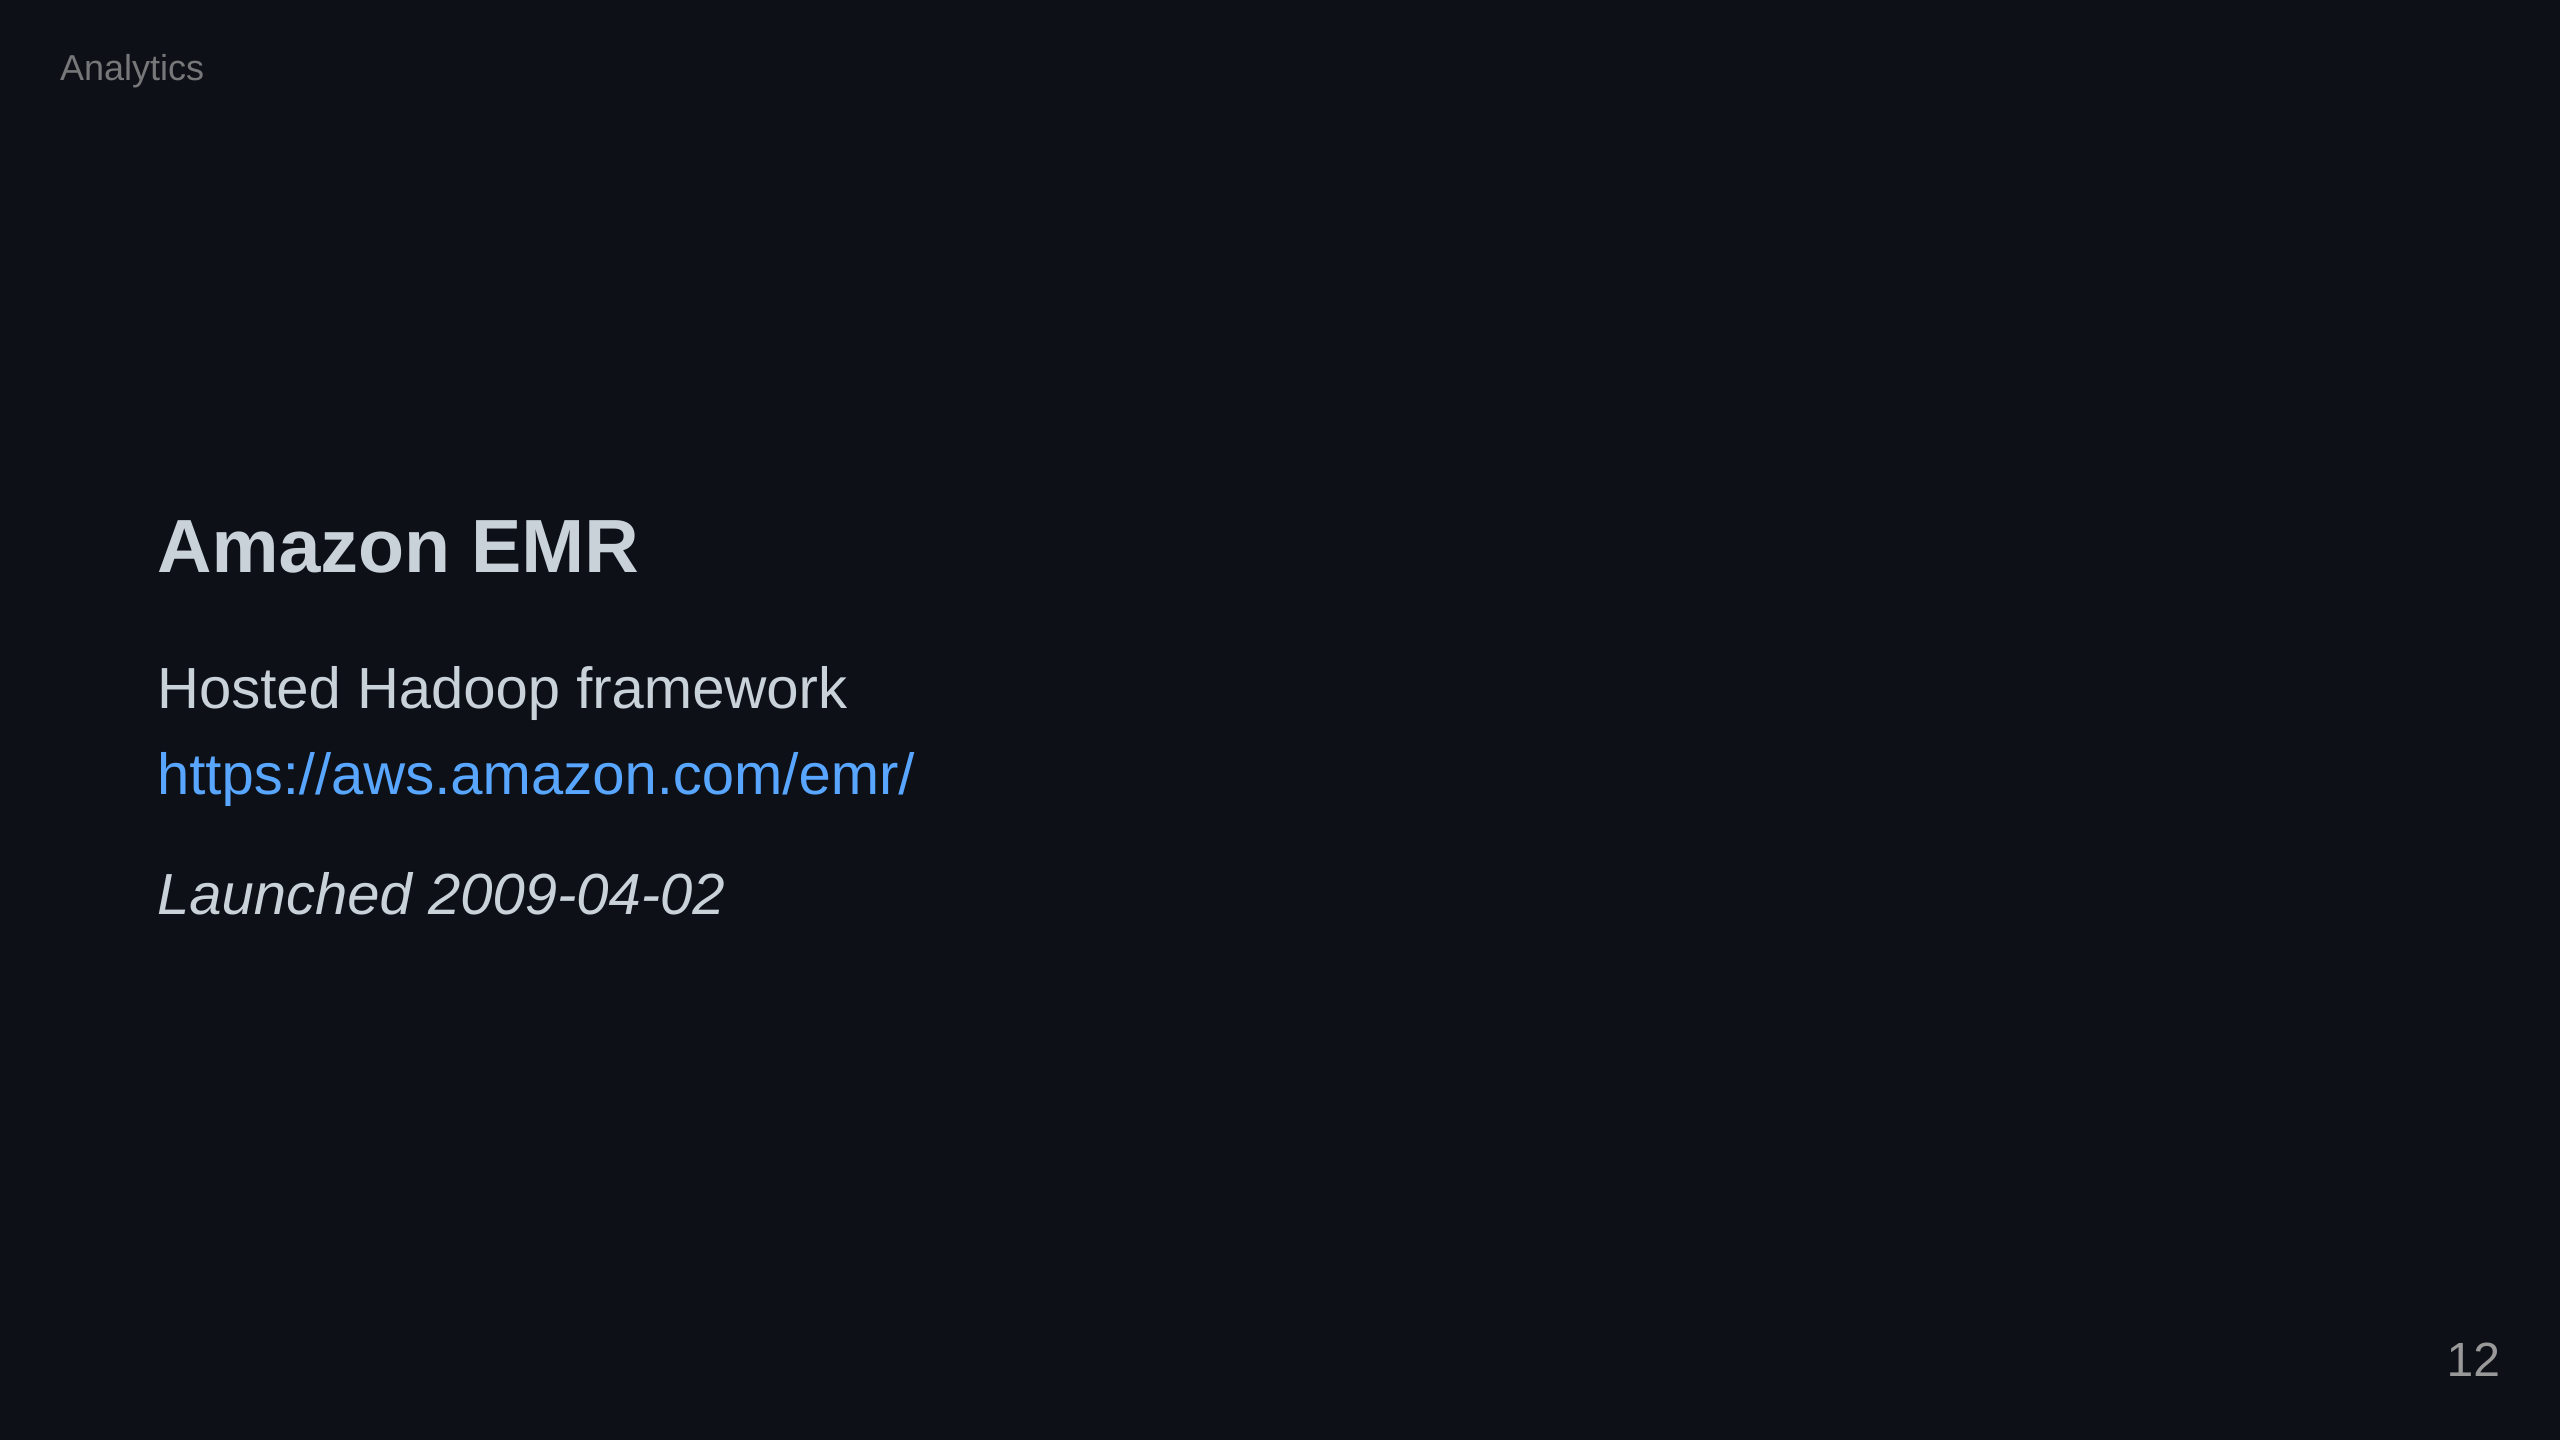 Analytics
Amazon EMR
Hosted Hadoop framework
https://aws.amazon.com/emr/
Launched 2009-04-02
12